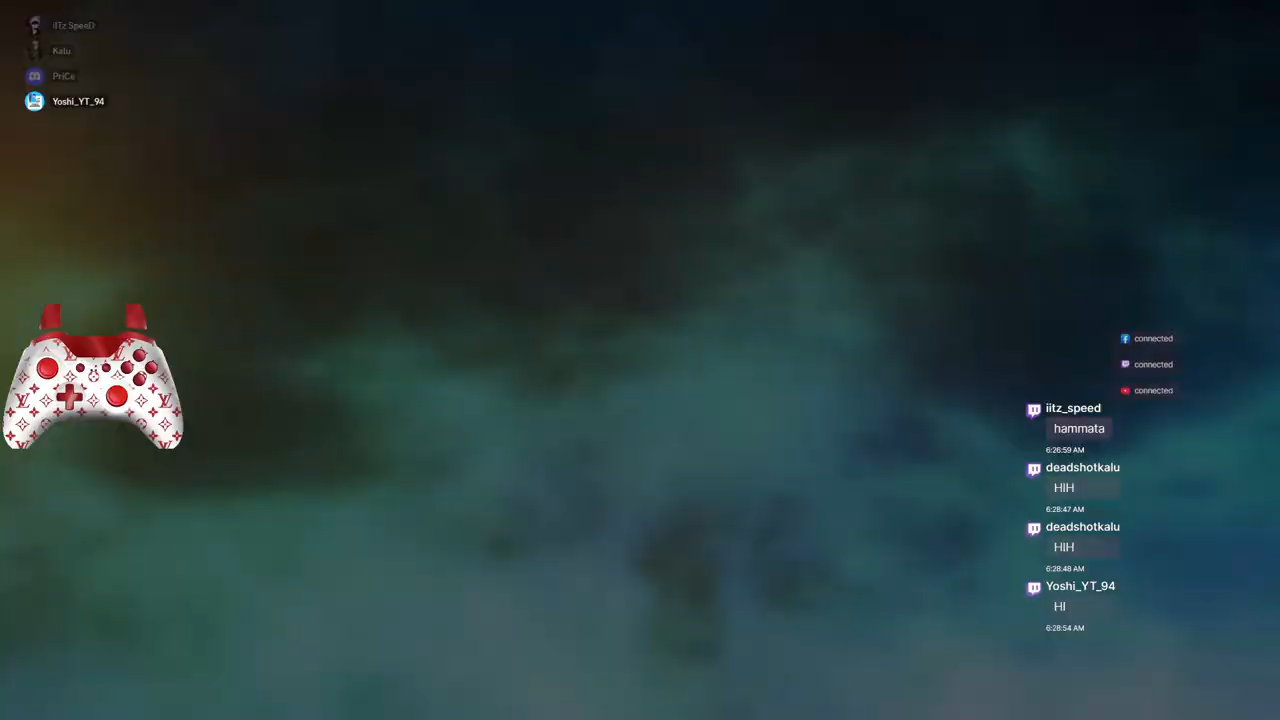 iiTz SpeeD
Kalu
PriCe
Yoshi_YT_94
connected
connected
connected
iitz_speed
hammata
6:26:59 AM
deadshotkalu
HIH
6:28:47 AM
deadshotkalu
HIH
6:28:48 AM
Yoshi_YT_94
HI
6:28:54 AM